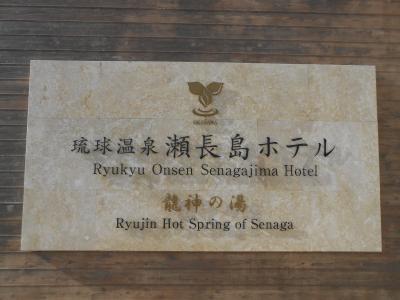 琉球温泉 瀬長島ホテル
Ryukyu Onsen Senagajima Hotel
龍神の湯
Ryujin Hot Spring of Senaga